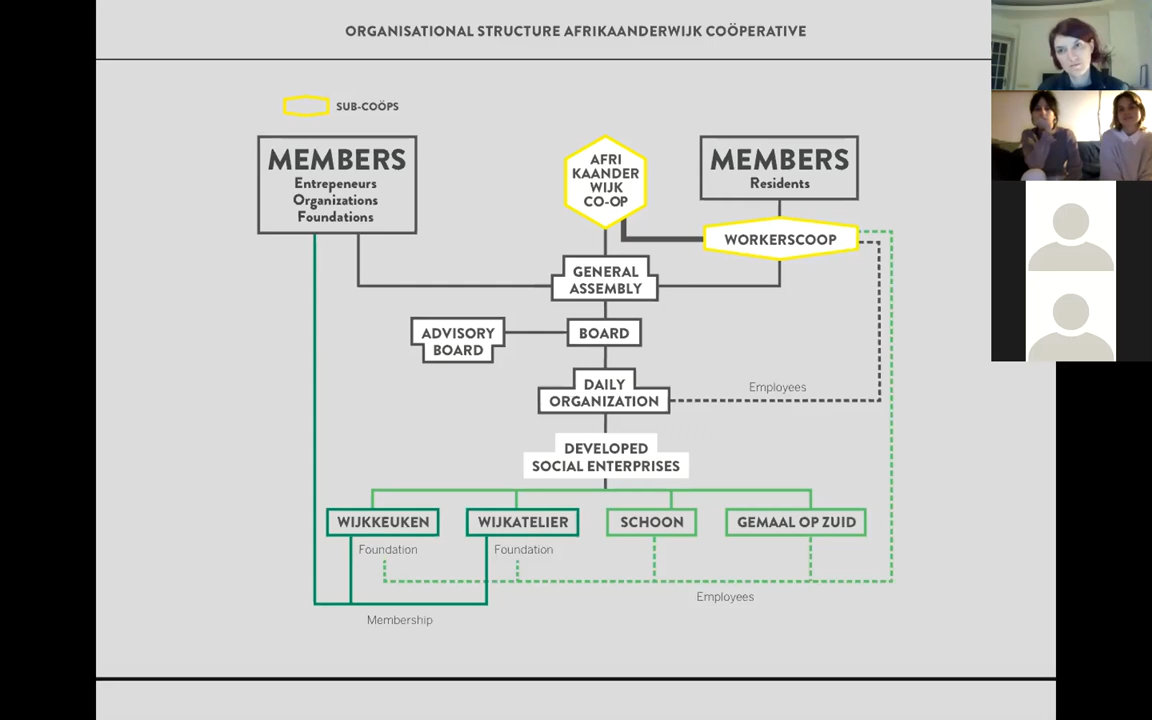 ORGANISATIONAL STRUCTURE AFRIKAANDERWIJK COÖPERATIVE
SUB-COÖPS
MEMBERS
Entrepeneurs
Organizations
Foundations
AFRI
KAANDER
WIJK
CO-OP
MEMBERS
Residents
WORKERSCOOP
GENERAL
ASSEMBLY
ADVISORY
BOARD
BOARD
DAILY
ORGANIZATION
Employees
DEVELOPED
SOCIAL ENTERPRISES
WIJKKEUKEN
WIJKATELIER
SCHOON
GEMAAL OP ZUID
Foundation
Foundation
Employees
Membership